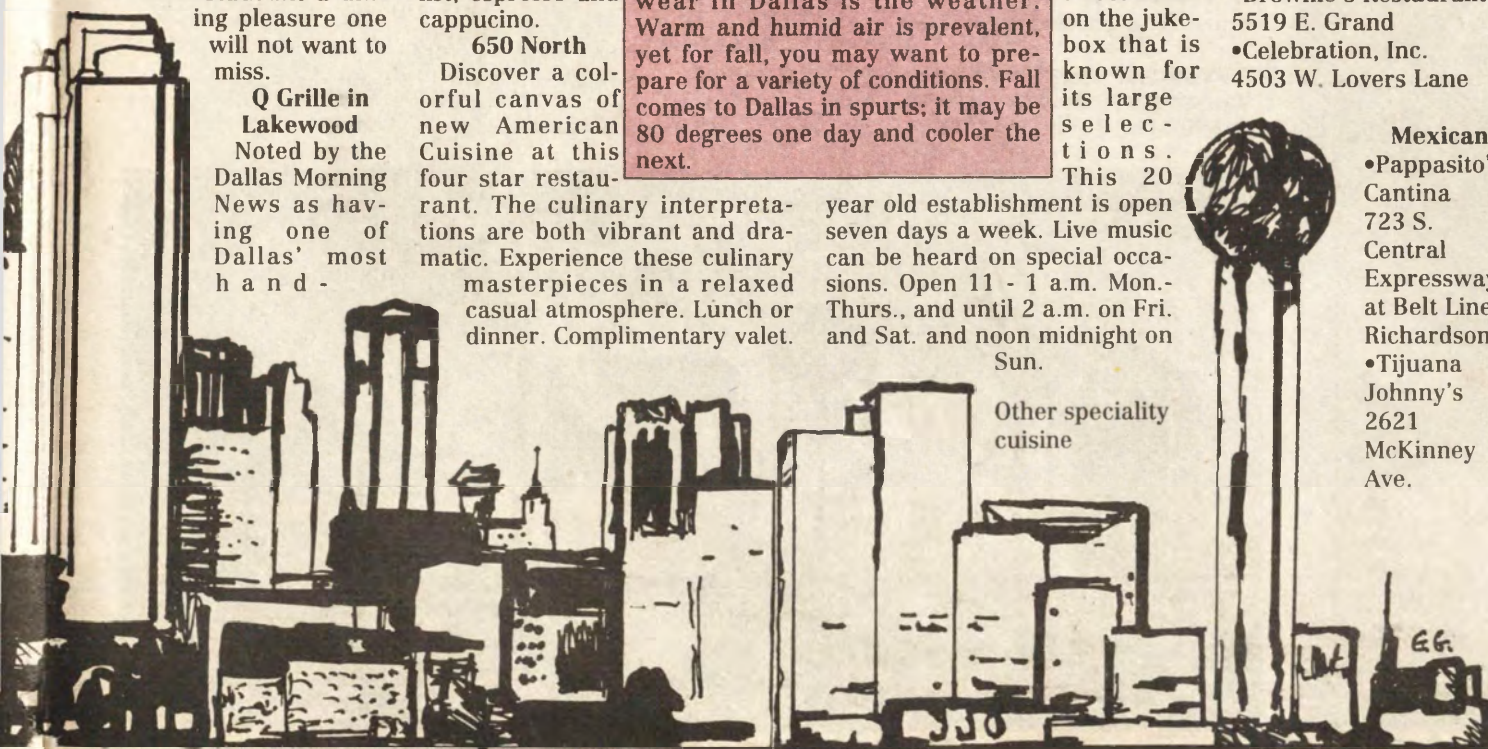 ing pleasure one
will not want to
miss.
Q Grille in
Lakewood
Noted by the
Dallas Morning
News as hav-
ing one of
Dallas' most
hand-
cappucino.
650 North
Discover a col-
orful canvas of
new American
Cuisine at this
four star restau-
rant. The culinary interpreta-
tions are both vibrant and dra-
matic. Experience these culinary
masterpieces in a relaxed
casual atmosphere. Lunch or
dinner. Complimentary valet.
wear in Dallas is the weather.
Warm and humid air is prevalent,
yet for fall, you may want to pre-
pare for a variety of conditions. Fall
comes to Dallas in spurts; it may be
80 degrees one day and cooler the
next.
on the juke-
box that is
known for
its large
selec-
tions.
This 20
year old establishment is open
seven days a week. Live music
can be heard on special occa-
sions. Open 11 - 1 a.m. Mon.-
Thurs., and until 2 a.m. on Fri.
and Sat. and noon midnight on
Sun.
Other speciality
cuisine
5519 E. Grand
•Celebration, Inc.
4503 W. Lovers Lane
Mexican
•Pappasito'
Cantina
723 S.
Central
Expressway
at Belt Line
Richardson
•Tijuana
Johnny's
2621
McKinney
Ave.
E.G.